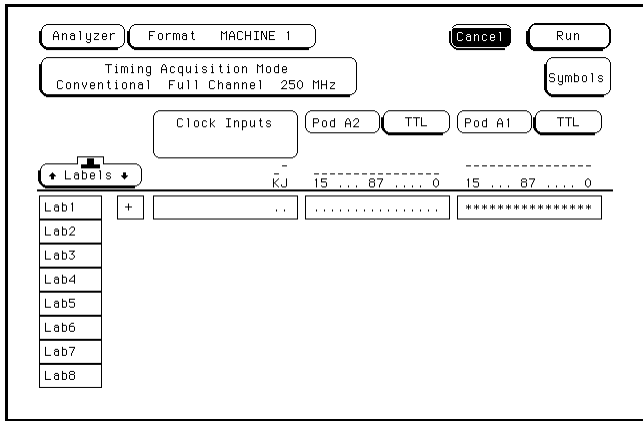 Analyzer Format MACHINE 1 Cancel Run
Timing Acquisition Mode
Conventional Full Channel 250 MHz
Symbols
Clock Inputs Pod A2 TTL Pod A1 TTL
↑ Labels ↓
KJ 15 ... 87 .... 0 15 ... 87 .... 0
Lab1 + .. ................ ****************
Lab2
Lab3
Lab4
Lab5
Lab6
Lab7
Lab8